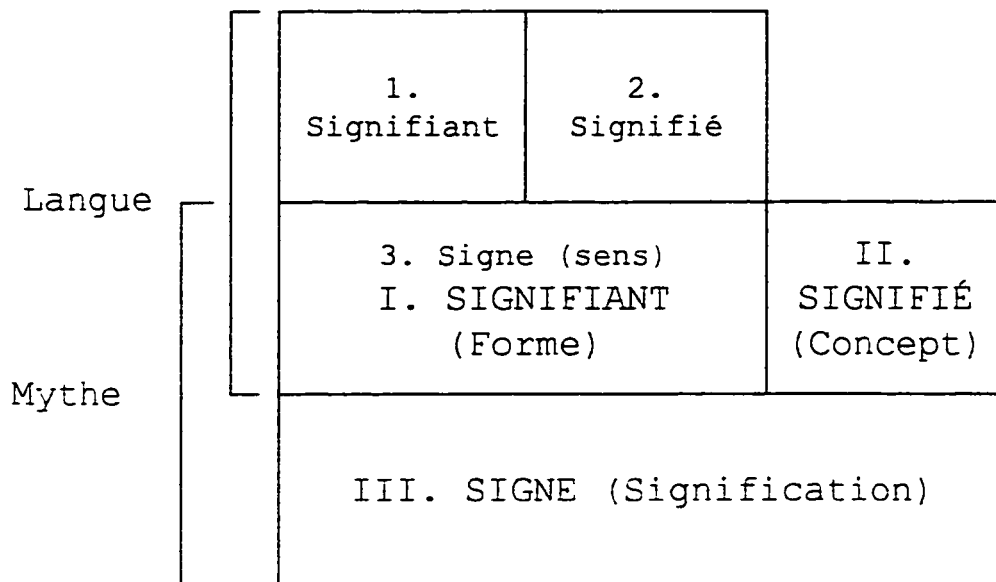 1.
Signifiant
2.
Signifié
Langue
3. Signe (sens)
I. SIGNIFIANT
(Forme)
II.
SIGNIFIÉ
(Concept)
Mythe
III. SIGNE (Signification)